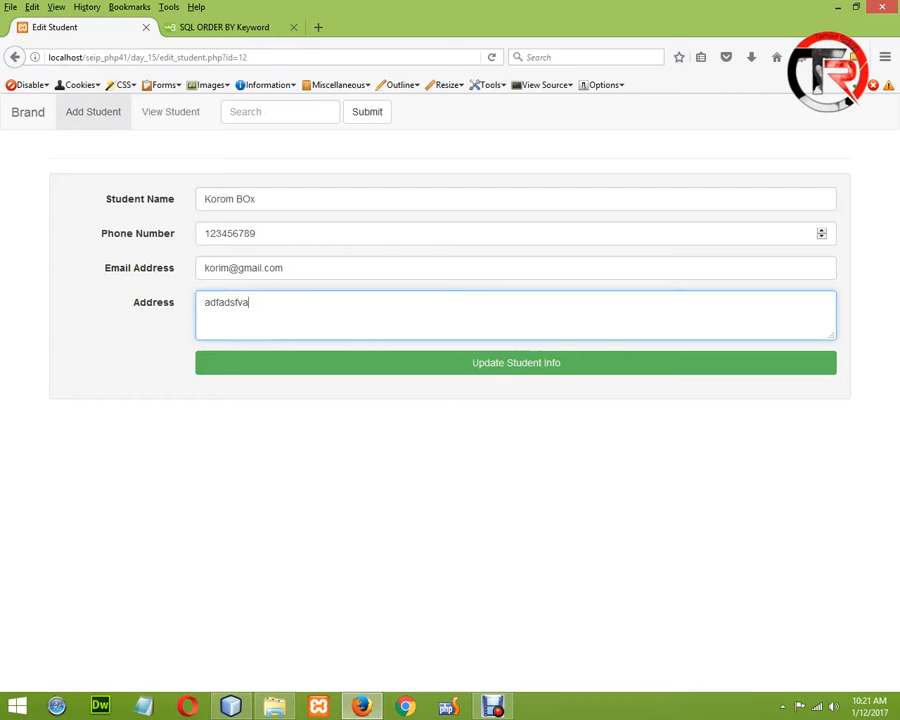 File Edit View History Bookmarks Tools Help
Edit Student
SQL ORDER BY Keyword
localhost/seip_php41/day_15/edit_student.php?id=12
Search
Disable Cookies CSS Forms Images Information Miscellaneous Outline Resize Tools View Source Options
Brand Add Student View Student Search Submit
Student Name Korom BOx
Phone Number 123456789
Email Address korim@gmail.com
Address adfadsfva
Update Student Info
Dw php
10:21 AM
1/12/2017